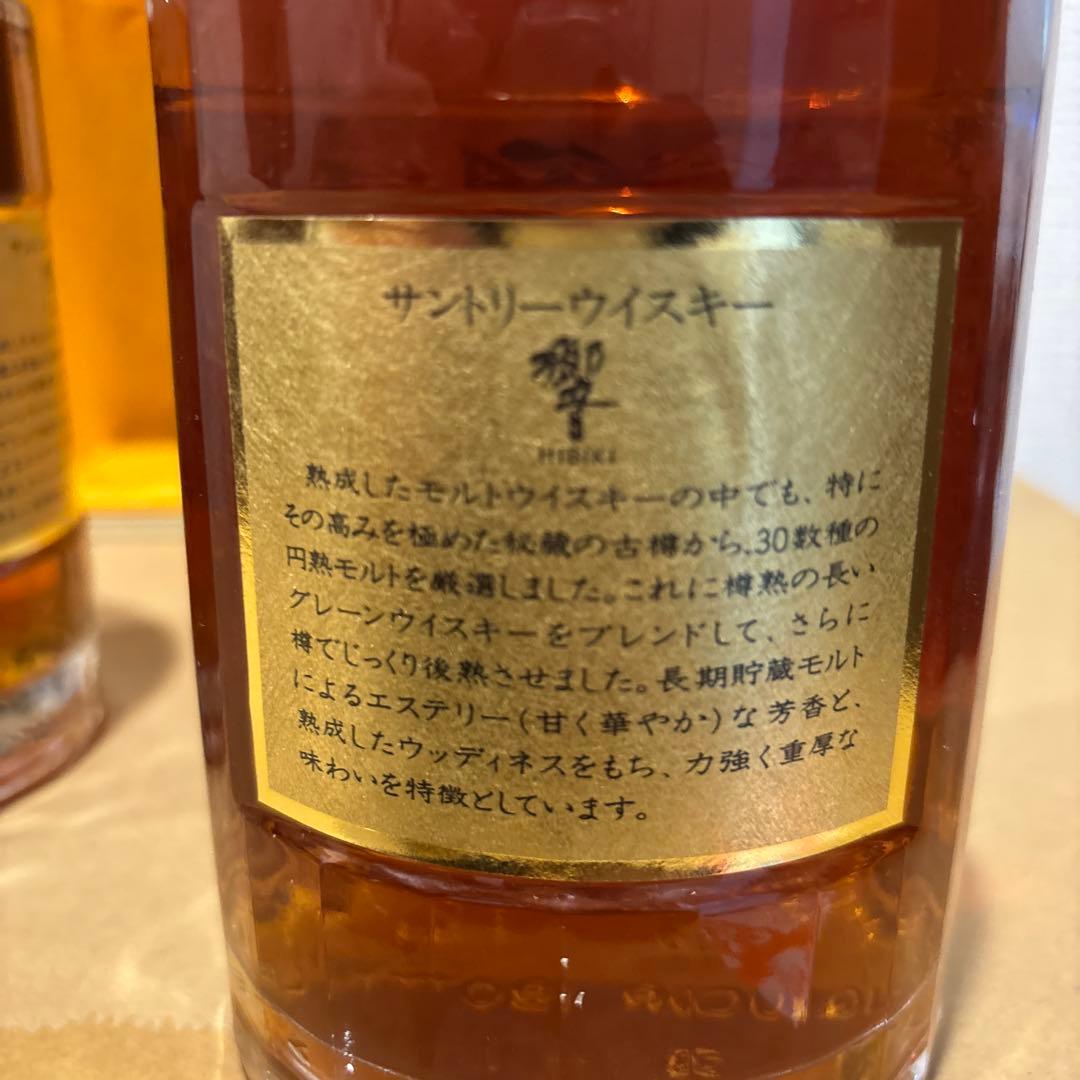 サントリーウイスキー
響
HIBIKI
熟成したモルトウイスキーの中でも、特に
その高みを極めた秘蔵の古樽から、30数種の
円熟モルトを厳選しました。これに樽熟の長い
グレーンウイスキーをブレンドして、さらに
樽でじっくり後熟させました。長期貯蔵モルト
によるエステリー(甘く華やか)な芳香と、
熟成したウッディネスをもち、力強く重厚な
味わいを特徴としています。